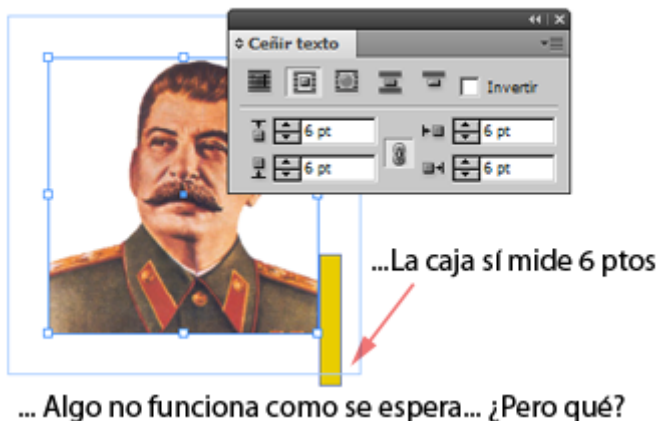 Ceñir texto
Invertir
6 pt 6 pt
6 pt 6 pt
...La caja sí mide 6 ptos
... Algo no funciona como se espera... ¿Pero qué?